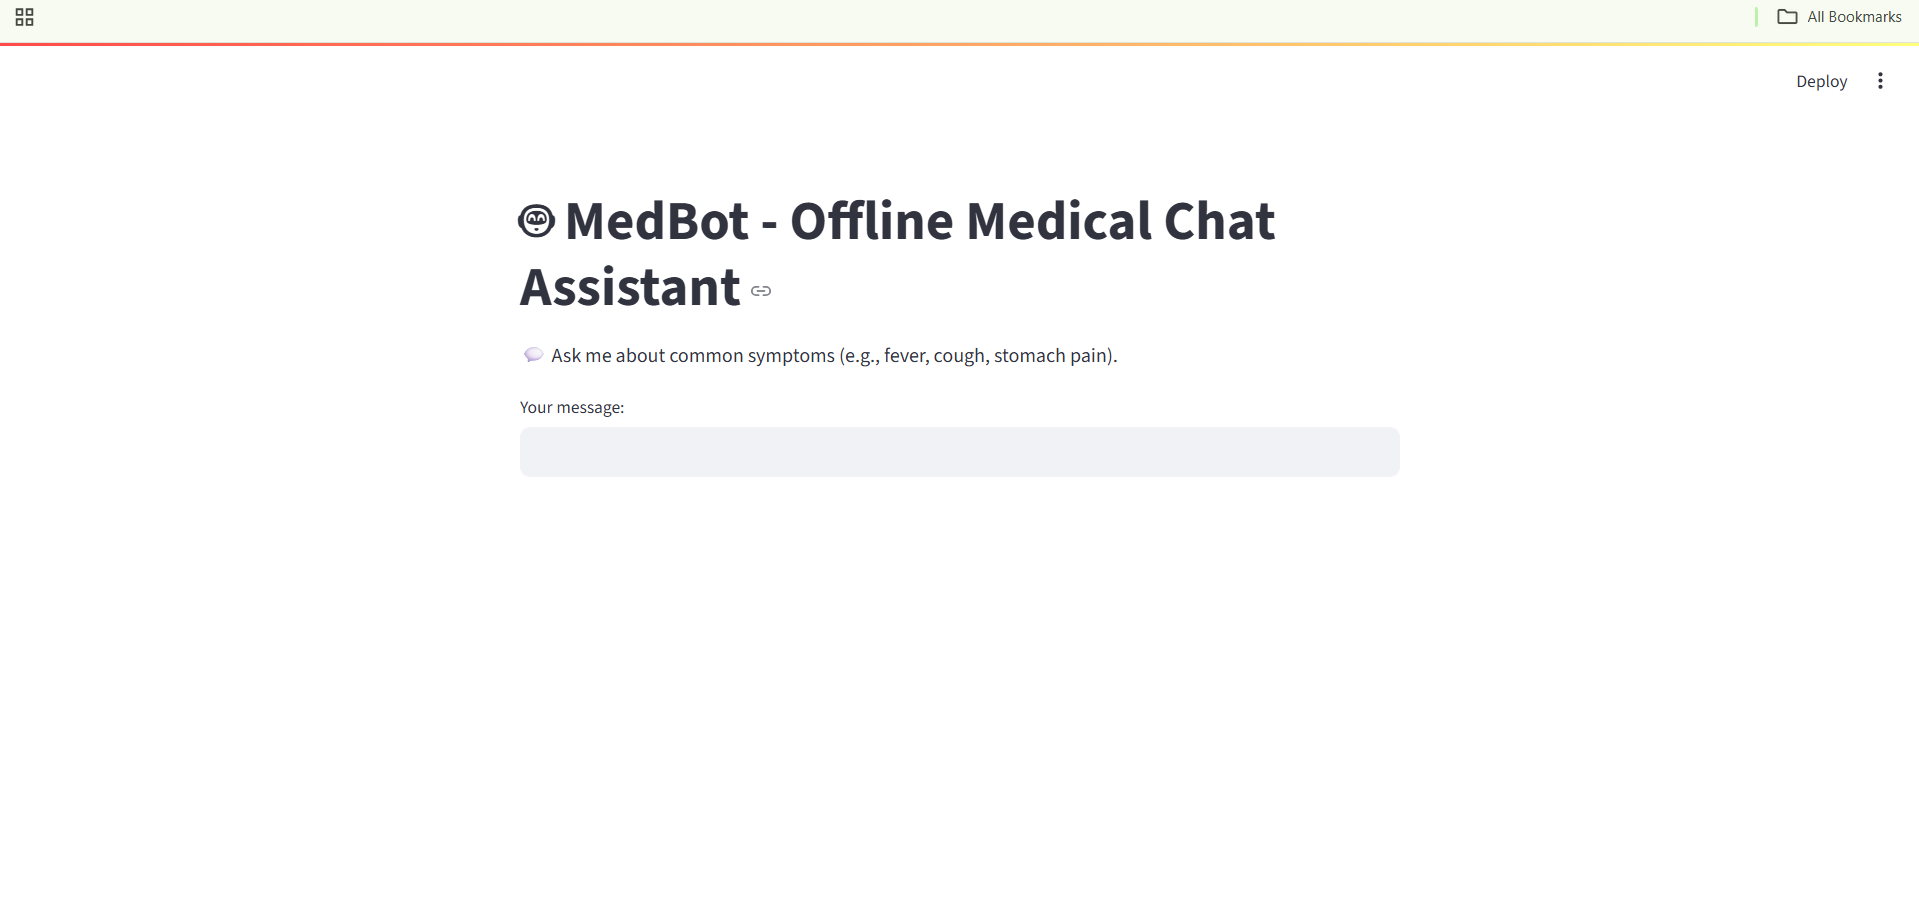 All Bookmarks
Deploy
MedBot - Offline Medical Chat
Assistant
Ask me about common symptoms (e.g., fever, cough, stomach pain).
Your message: